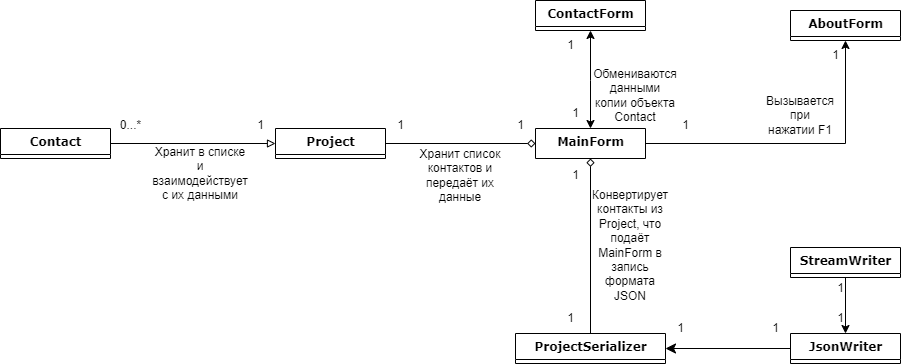 ContactForm
AboutForm
1
1
Обмениваются
данными
копии объекта
Contact
1
Вызывается
при
нажатии F1
0...*
1
1
1
1
Contact
Project
MainForm
Хранит в списке
и
взаимодействует
с их данными
Хранит список
контактов и
передаёт их
данные
1
Конвертирует
контакты из
Project, что
подаёт
MainForm в
запись
формата
JSON
StreamWriter
1
1
1
1
1
ProjectSerializer
JsonWriter